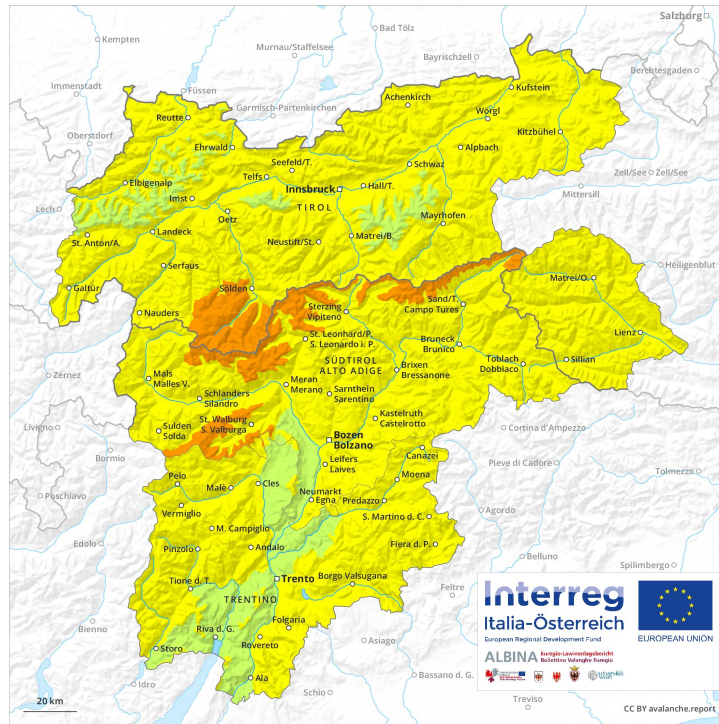 Salzburg
Kempten
Bad Tölz
Murnau/Staffelsee
Bayrischzell
Berchtesgaden
Immenstadt
Füssen
Garmisch-Partenkirchen
Achenkirch
Kufstein
Reutte
Wörgl
Oberstdorf
Ehrwald
Kitzbühel
Seefeld/T.
Alpbach
Schwaz
Zell/See
Zell/See
Telfs
Elbigenalp
Innsbruck
Hall/T.
Mittersill
Imst
TIROL
Lech
Oetz
Mayrhofen
St. Anton/A.
Landeck
Neustift/St.
Matrei/B.
Serfaus
Heiligenblut
Galtür
Sölden
Matrei/O.
Nauders
Sterzing
Vipiteno
Sand/T.
Campo Tures
St. Leonhard/P.
S. Leonardo i. P.
Lienz
Bruneck
Brunico
SÜDTIROL
ALTO ADIGE
Toblach
Dobbiaco
Sillian
Zernez
Mals
Malles V.
Meran
Merano
Brixen
Bressanone
Schlanders
Silandro
Sarnthein
Sarentino
Livigno
St. Walburg
S. Valburga
Kastelruth
Castelrotto
Sulden
Solda
Cortina d'Ampezzo
Bozen
Bolzano
Bormio
Canazei
Pieve di Cadore
Leifers
Laives
Tolmezzo
Peio
Moena
Malè
Cles
Poschiavo
Neumarkt
Egna
Predazzo
Vermiglio
Agordo
S. Martino d. C.
M. Campiglio
Edolo
Pinzolo
Andalo
Fiera d. P.
Belluno
Spilimbergo
Tione d. T.
Trento
Borgo Valsugana
Feltre
TRENTINO
Folgaria
Bienno
Riva d. G.
Rovereto
Storo
Asiago
Ala
Idro
Schio
Bassano d. G.
Treviso
Interreg
Italia-Österreich
European Regional Development Fund
EUROPEAN UNION
ALBINA
Euregio-Lawinenlagebericht
Bollettino Valanghe Euregio
universität
wien
20 km
CC BY avalanche.report